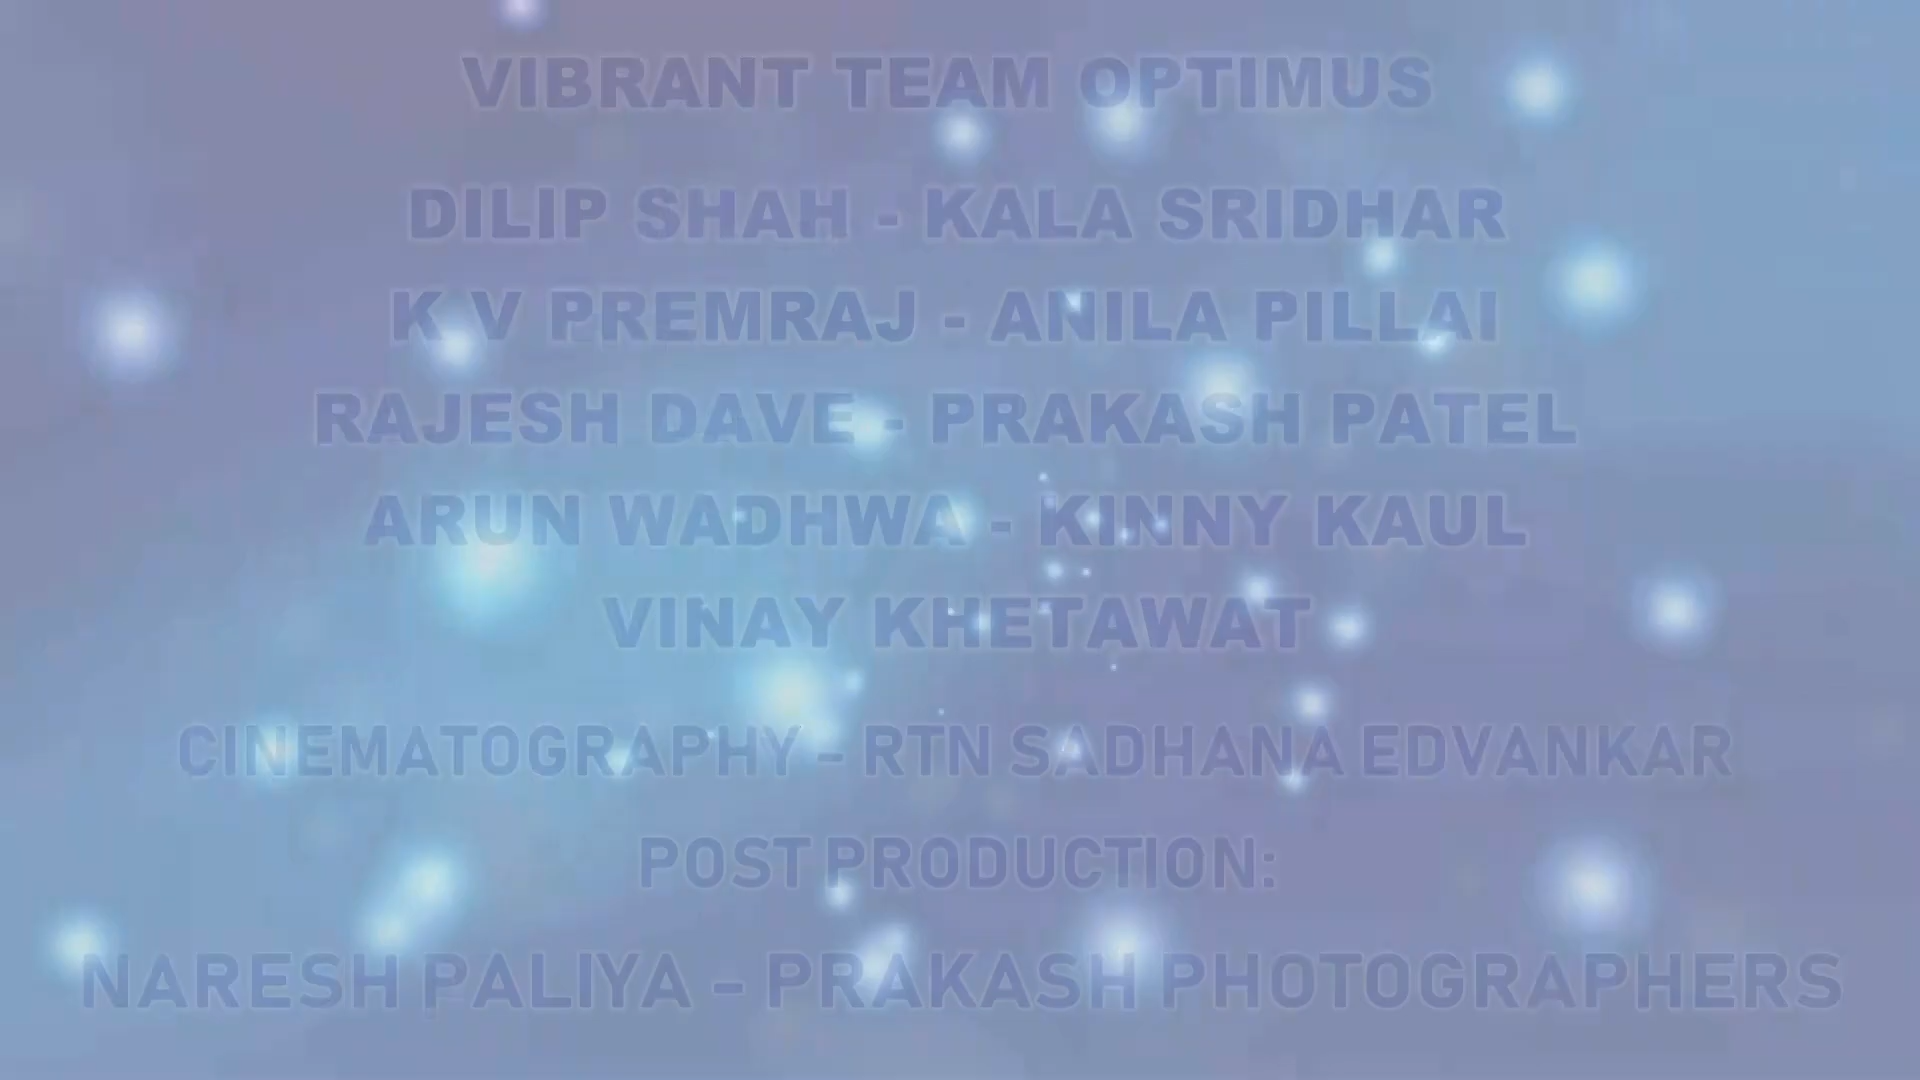 VIBRANT TEAM OPTIMUS
DILIP SHAH - KALA SRIDHAR
K V PREMRAJ - ANILA PILLAI
RAJESH DAVE - PRAKASH PATEL
ARUN WADHWA - KINNY KAUL
VINAY KHETAWAT
CINEMATOGRAPHY - RTN SADHANA EDVANKAR
POST PRODUCTION:
NARESH PALIYA - PRAKASH PHOTOGRAPHERS